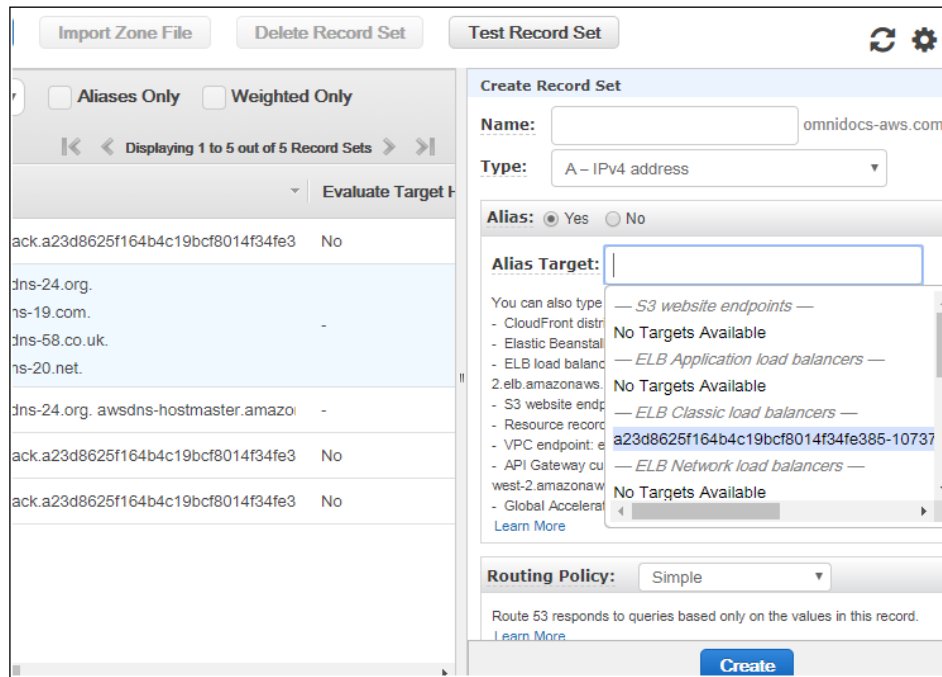 Import Zone File
Delete Record Set
Test Record Set
Aliases Only
Weighted Only
Displaying 1 to 5 out of 5 Record Sets
Evaluate Target H
ack.a23d8625f164b4c19bcf8014f34fe3 No
dns-24.org.
ns-19.com.
dns-58.co.uk.
ns-20.net.
-
dns-24.org. awsdns-hostmaster.amazo -
ack.a23d8625f164b4c19bcf8014f34fe3 No
ack.a23d8625f164b4c19bcf8014f34fe3 No
Create Record Set
Name: omnidocs-aws.com
Type: A – IPv4 address
Alias: Yes No
Alias Target:
You can also type
- CloudFront distri
- Elastic Beanstall
- ELB load balanc
2.elb.amazonaws.
- S3 website endp
- Resource record
- VPC endpoint: e
- API Gateway cu
west-2.amazonaw
- Global Accelerat
Learn More
— S3 website endpoints —
No Targets Available
— ELB Application load balancers —
No Targets Available
— ELB Classic load balancers —
a23d8625f164b4c19bcf8014f34fe385-10737
— ELB Network load balancers —
No Targets Available
Routing Policy: Simple
Route 53 responds to queries based only on the values in this record.
Learn More
Create